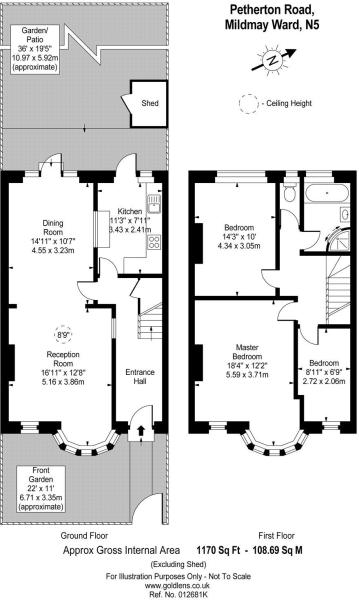 Petherton Road,
Mildmay Ward, N5
N
- Ceiling Height
Garden/
Patio
36' x 19'5"
10.97 x 5.92m
(approximate)
Shed
Dining
Room
14'11" x 10'7"
4.55 x 3.23m
Kitchen
11'3" x 7'11"
3.43 x 2.41m
8'9"
Reception
Room
16'11" x 12'8"
5.16 x 3.86m
Entrance
Hall
Front
Garden
22' x 11'
6.71 x 3.35m
(approximate)
Bedroom
14'3" x 10'
4.34 x 3.05m
Master
Bedroom
18'4" x 12'2"
5.59 x 3.71m
Bedroom
8'11" x 6'9"
2.72 x 2.06m
Ground Floor
First Floor
Approx Gross Internal Area 1170 Sq Ft - 108.69 Sq M
(Excluding Shed)
For Illustration Purposes Only - Not To Scale
www.goldlens.co.uk
Ref. No. 012681K